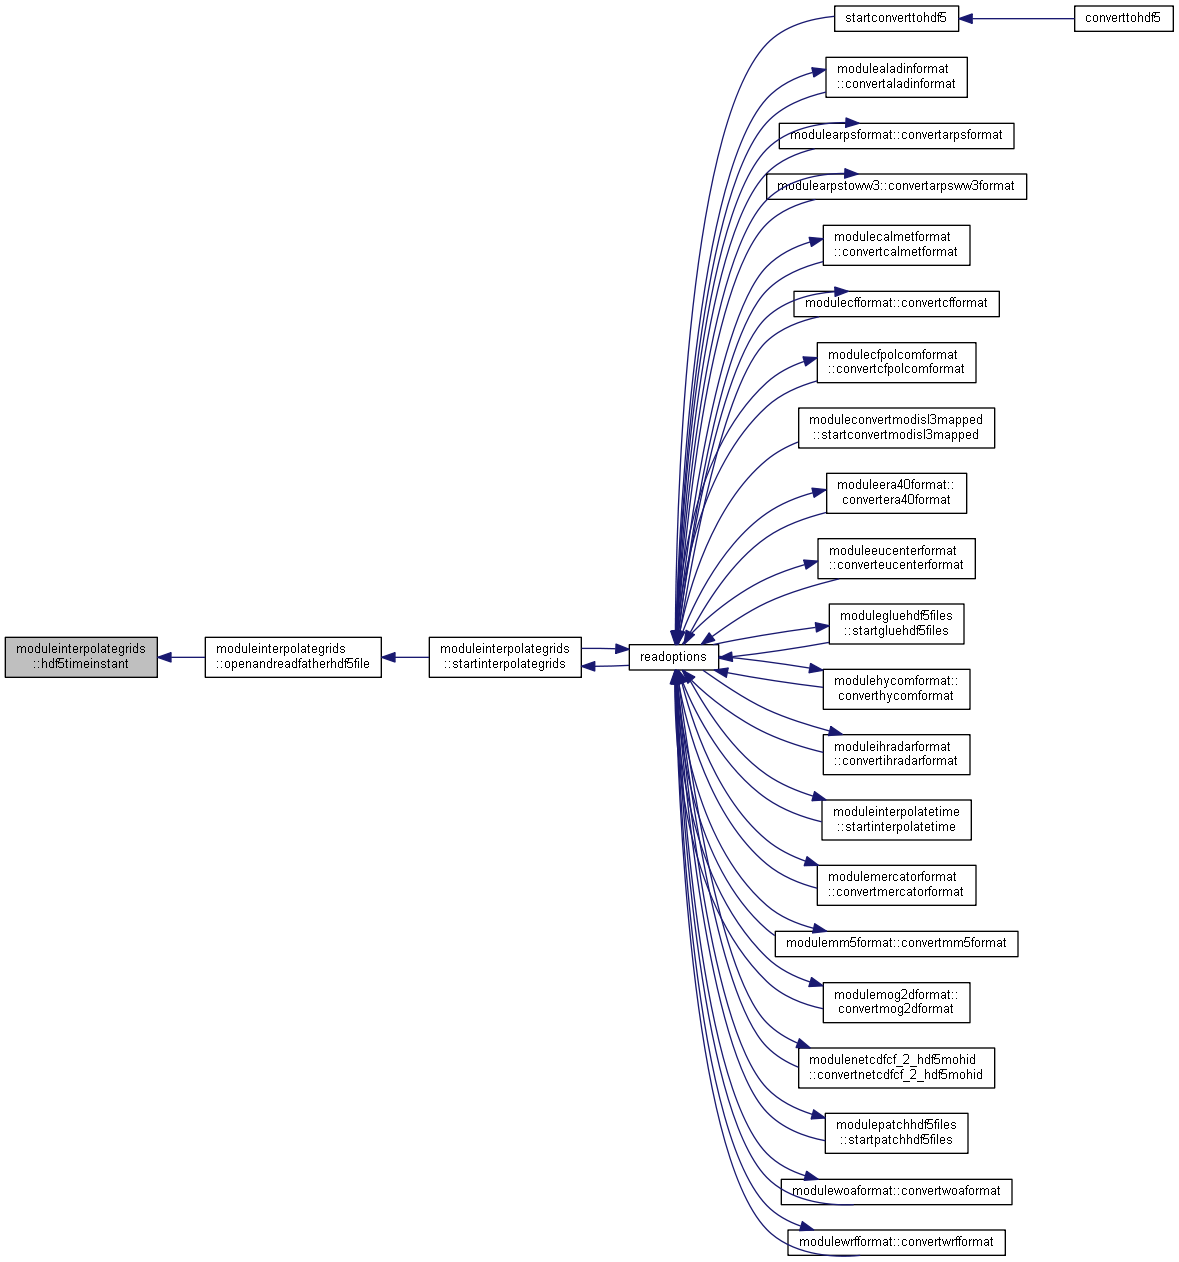 moduleinterpolategrids
::hdf5timeinstant
moduleinterpolategrids
::openandreadfatherhdf5file
moduleinterpolategrids
::startinterpolategrids
readoptions
startconverttohdf5
converttohdf5
modulealadinformat
::convertaladinformat
modulearpsformat::convertarpsformat
modulearpstoww3::convertarpsww3format
modulecalmetformat
::convertcalmetformat
modulecfformat::convertcfformat
modulecfpolcomformat
::convertcfpolcomformat
moduleconvertmodisl3mapped
::startconvertmodisl3mapped
moduleera40format::
convertera40format
moduleeucenterformat
::converteucenterformat
modulegluehdf5files
::startgluehdf5files
modulehycomformat::
converthycomformat
moduleihradarformat
::convertihradarformat
moduleinterpolatetime
::startinterpolatetime
modulemercatorformat
::convertmercatorformat
modulemm5format::convertmm5format
modulemog2dformat::
convertmog2dformat
modulenetcdfcf_2_hdf5mohid
::convertnetcdfcf_2_hdf5mohid
modulepatchhdf5files
::startpatchhdf5files
modulewoaformat::convertwoaformat
modulewrfformat::convertwrfformat